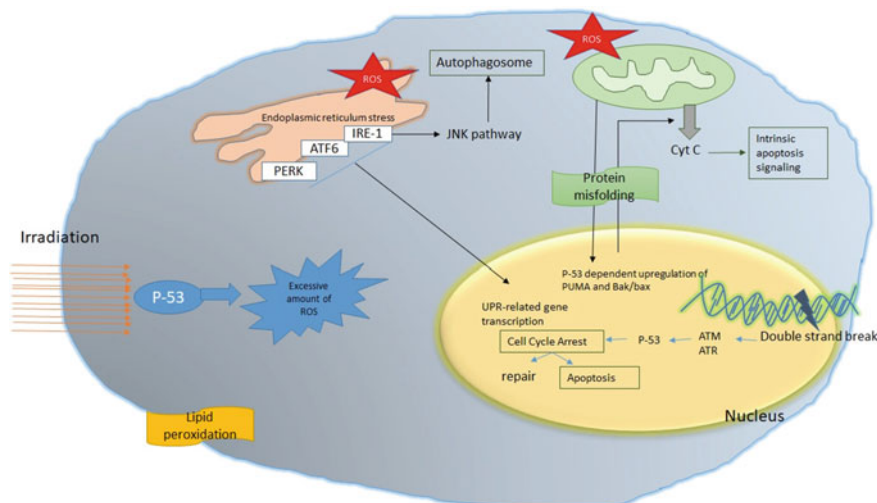 ROS
ROS
Autophagosome
Endoplasmic reticulum stress
IRE-1
ATF6
PERK
JNK pathway
Cyt C
Intrinsic
apoptosis
signaling
Protein
misfolding
Irradiation
P-53
Excessive
amount of
ROS
P-53 dependent upregulation of
PUMA and Bak/bax
UPR-related gene
transcription
Cell Cycle Arrest
P-53
ATM
ATR
Double strand break
repair
Apoptosis
Nucleus
Lipid
peroxidation